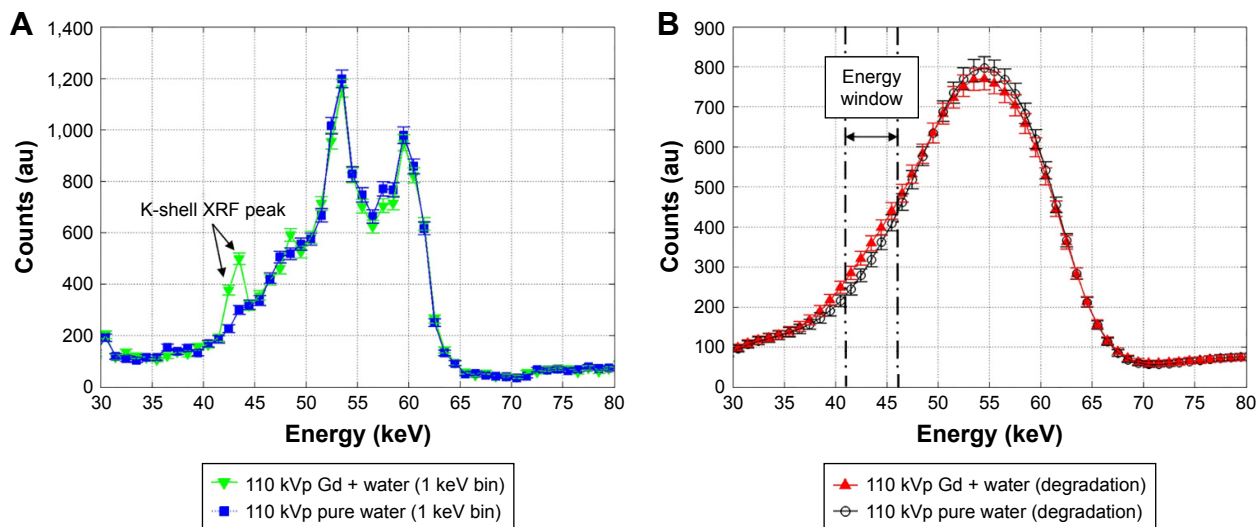 A
Counts (au)
1,400
1,200
1,000
800
600
400
200
0
K-shell XRF peak
30 35 40 45 50 55 60 65 70 75 80
Energy (keV)
110 kVp Gd + water (1 keV bin)
110 kVp pure water (1 keV bin)
B
Counts (au)
900
800
700
600
500
400
300
200
100
0
Energy
window
30 35 40 45 50 55 60 65 70 75 80
Energy (keV)
110 kVp Gd + water (degradation)
110 kVp pure water (degradation)